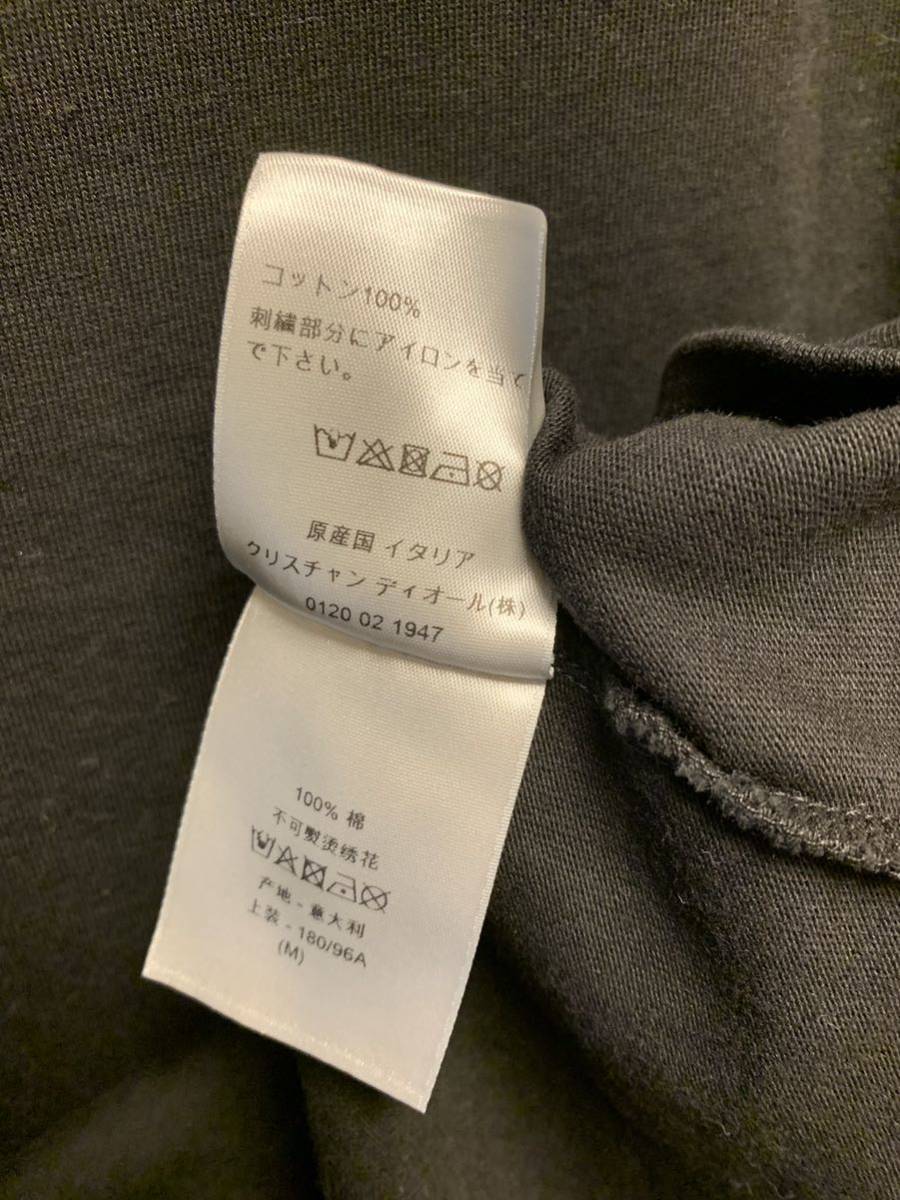 コットン100%
刺繍部分にアイロンを当て
で下さい。
原産国 イタリア
クリスチャン ディオール(株)
0120 02 1947
100% 棉
不可熨烫绣花
产地 - 意大利
上装 - 180/96A
(M)